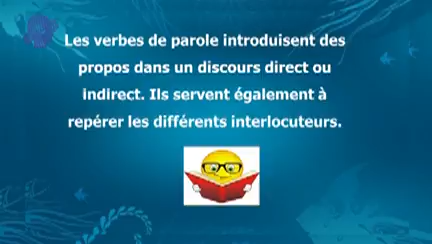 Les verbes de parole introduisent des
propos dans un discours direct ou
indirect. Ils servent également à
repérer les différents interlocuteurs.